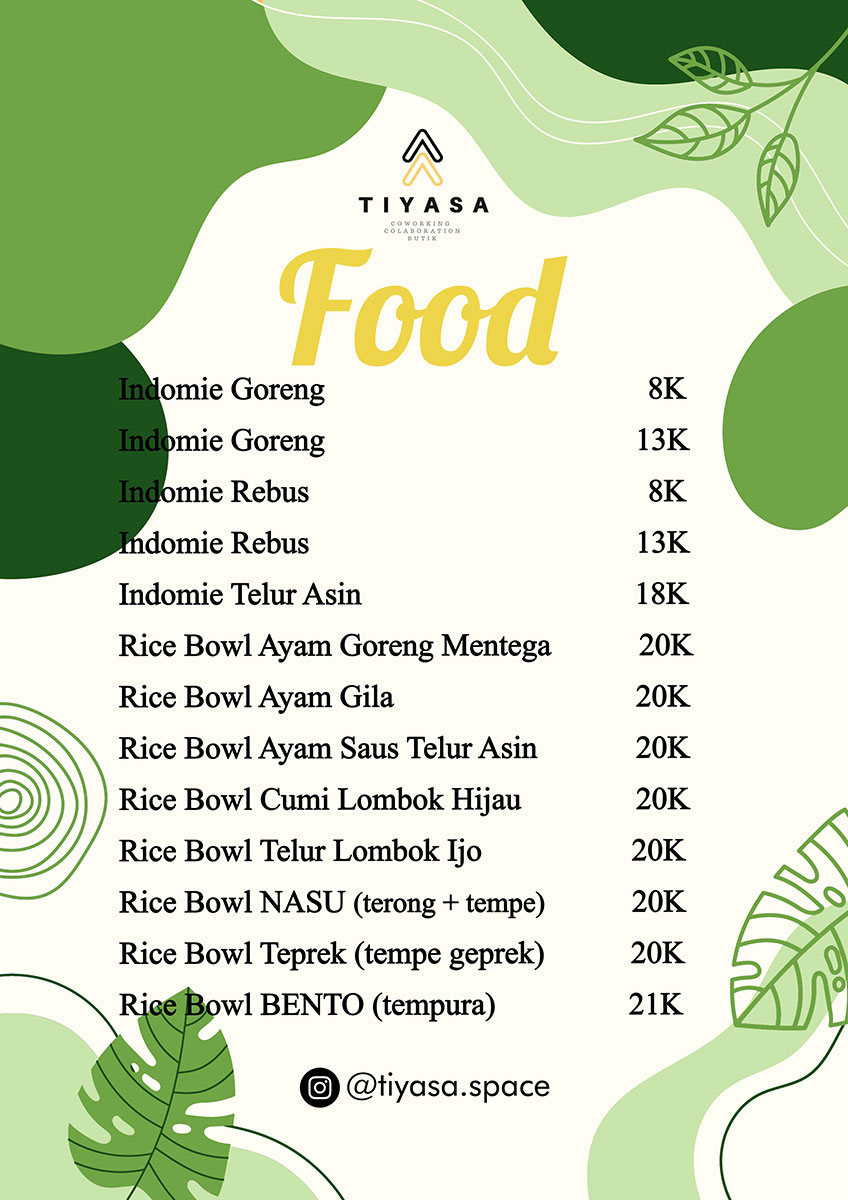 TIYASA
COWORKING
COLABORATION
BUTIK
Food
Indomie Goreng 8K
Indomie Goreng 13K
Indomie Rebus 8K
Indomie Rebus 13K
Indomie Telur Asin 18K
Rice Bowl Ayam Goreng Mentega 20K
Rice Bowl Ayam Gila 20K
Rice Bowl Ayam Saus Telur Asin 20K
Rice Bowl Cumi Lombok Hijau 20K
Rice Bowl Telur Lombok Ijo 20K
Rice Bowl NASU (terong + tempe) 20K
Rice Bowl Teprek (tempe geprek) 20K
Rice Bowl BENTO (tempura) 21K
@tiyasa.space